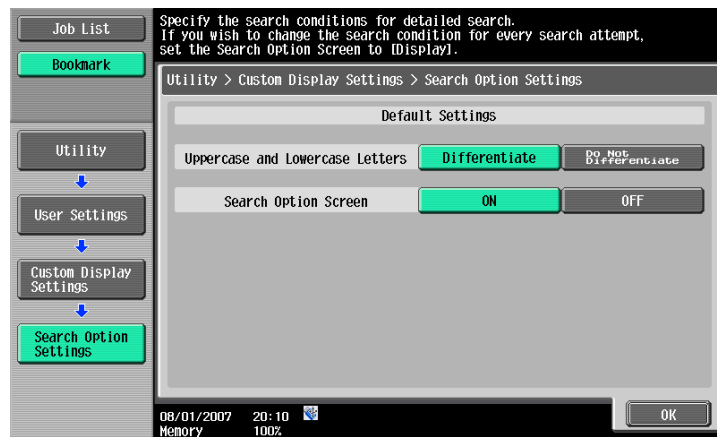 Job List
Bookmark
Specify the search conditions for detailed search.
If you wish to change the search condition for every search attempt,
set the Search Option Screen to [Display].
Utility > Custom Display Settings > Search Option Settings
Default Settings
Uppercase and Lowercase Letters
Differentiate
Do Not
Differentiate
Search Option Screen
ON
OFF
Utility
User Settings
Custom Display
Settings
Search Option
Settings
08/01/2007 20:10
Memory 100%
OK